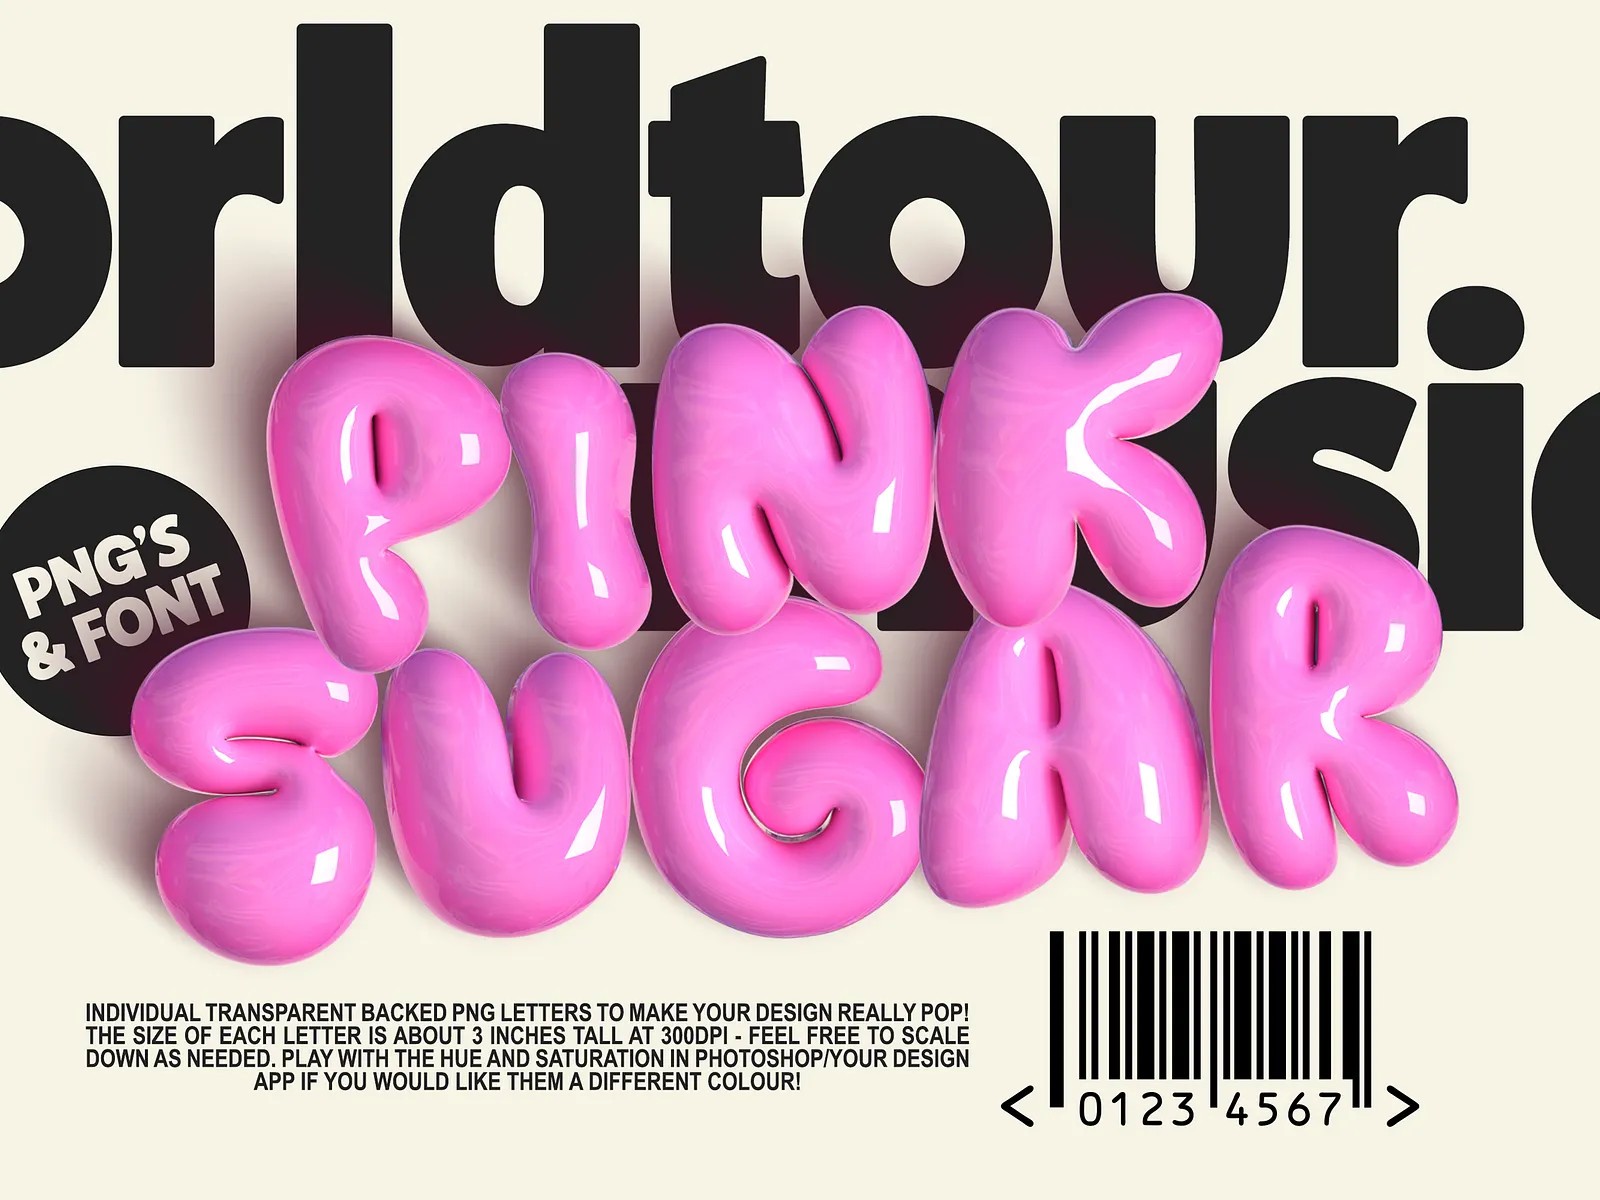 orldtour.
usic
PINK
SUGAR
PNG'S
& FONT
INDIVIDUAL TRANSPARENT BACKED PNG LETTERS TO MAKE YOUR DESIGN REALLY POP!
THE SIZE OF EACH LETTER IS ABOUT 3 INCHES TALL AT 300DPI - FEEL FREE TO SCALE
DOWN AS NEEDED. PLAY WITH THE HUE AND SATURATION IN PHOTOSHOP/YOUR DESIGN
APP IF YOU WOULD LIKE THEM A DIFFERENT COLOUR!
< 0123 4567 >